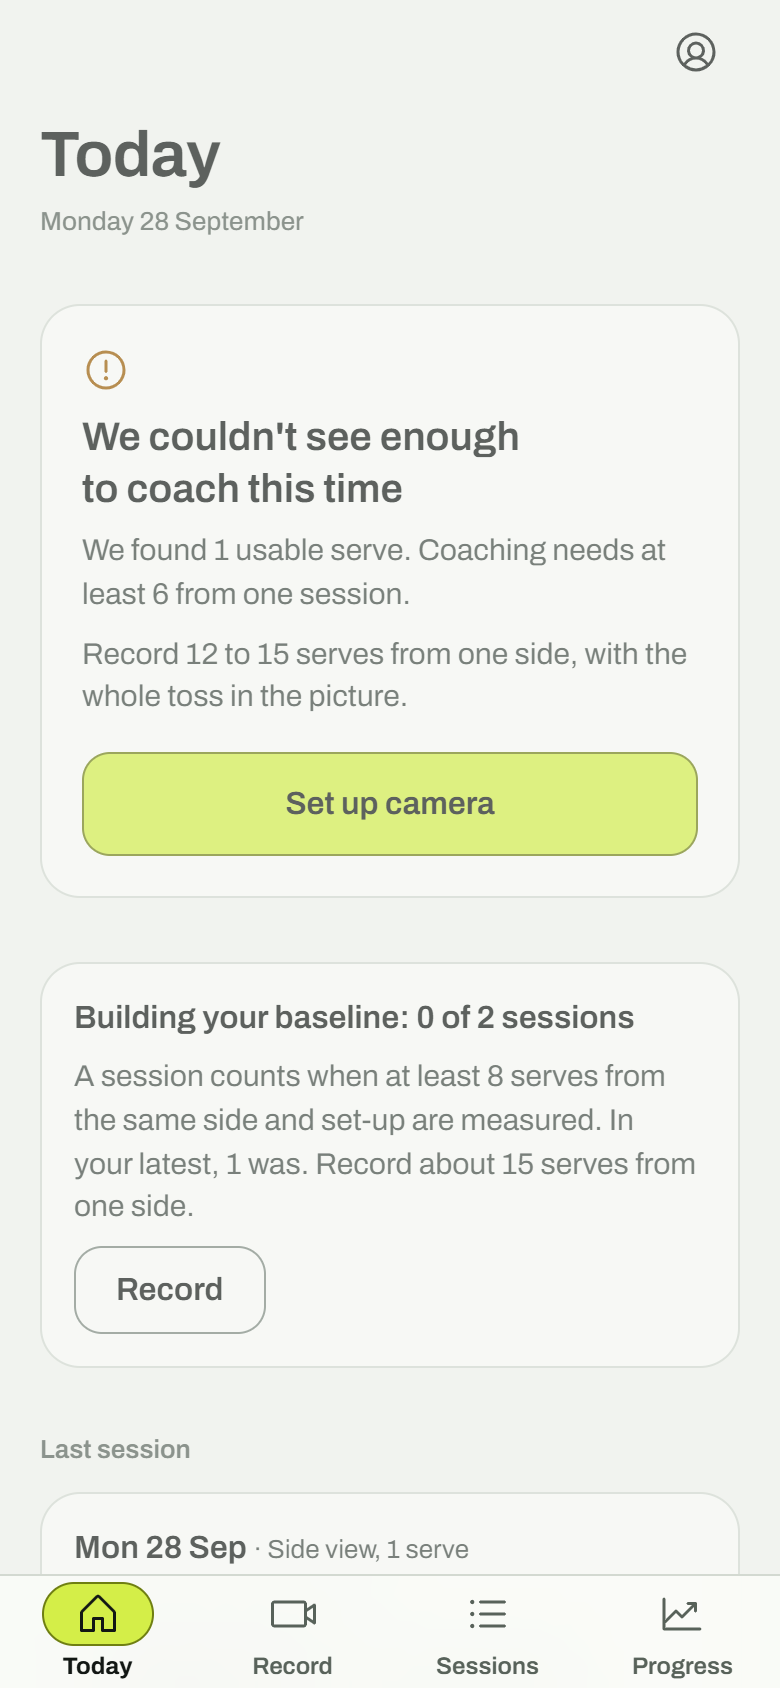 Today
Monday 28 September
We couldn't see enough
to coach this time
We found 1 usable serve. Coaching needs at
least 6 from one session.
Record 12 to 15 serves from one side, with the
whole toss in the picture.
Set up camera
Building your baseline: 0 of 2 sessions
A session counts when at least 8 serves from
the same side and set-up are measured. In
your latest, 1 was. Record about 15 serves from
one side.
Record
Last session
Mon 28 Sep · Side view, 1 serve
Today
Record
Sessions
Progress